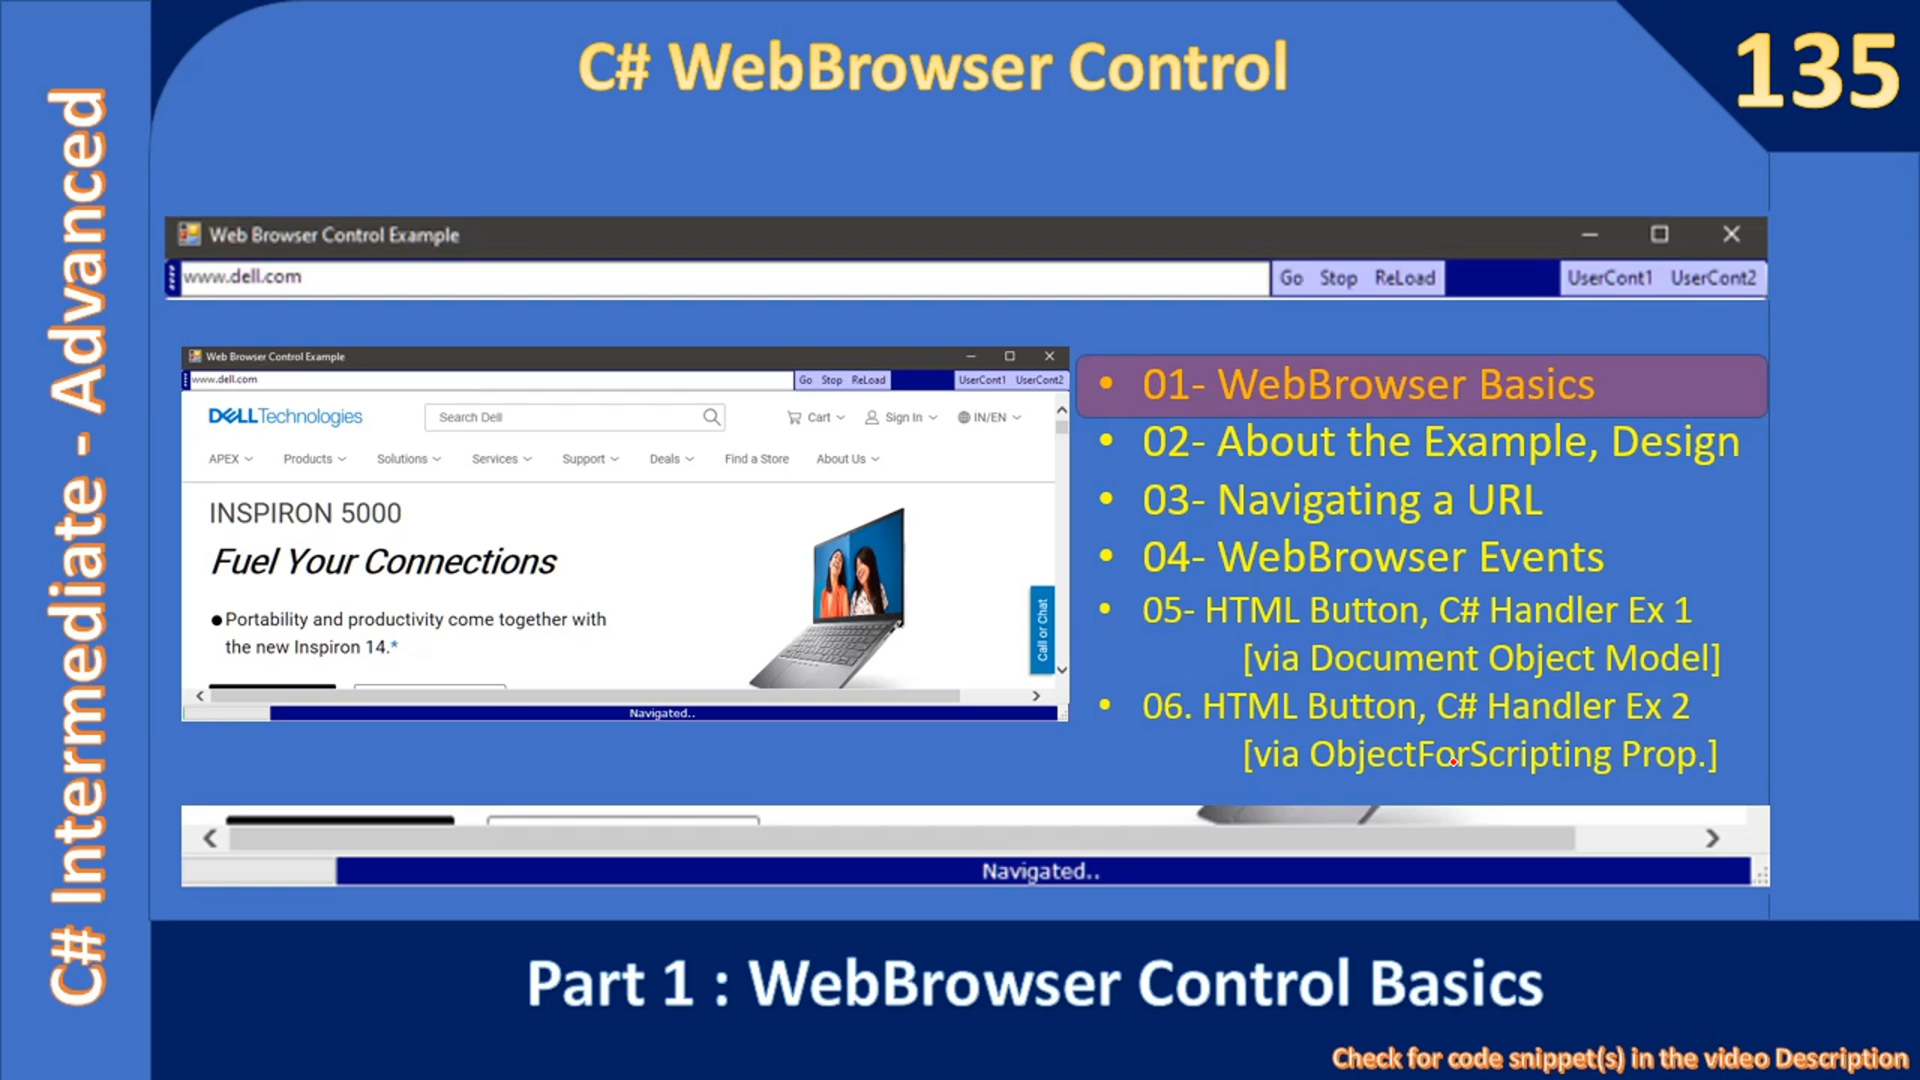 C# WebBrowser Control
135
C# Intermediate - Advanced
Web Browser Control Example
www.dell.com
Go Stop ReLoad UserCont1 UserCont2
Web Browser Control Example
www.dell.com
Go Stop ReLoad UserCont1 UserCont2
DELLTechnologies
Search Dell
Cart Sign In IN/EN
APEX Products Solutions Services Support Deals Find a Store About Us
INSPIRON 5000
Fuel Your Connections
● Portability and productivity come together with
the new Inspiron 14.*
Call or Chat
Navigated..
• 01- WebBrowser Basics
• 02- About the Example, Design
• 03- Navigating a URL
• 04- WebBrowser Events
• 05- HTML Button, C# Handler Ex 1
[via Document Object Model]
• 06. HTML Button, C# Handler Ex 2
[via ObjectForScripting Prop.]
Navigated..
Part 1 : WebBrowser Control Basics
Check for code snippet(s) in the video Description